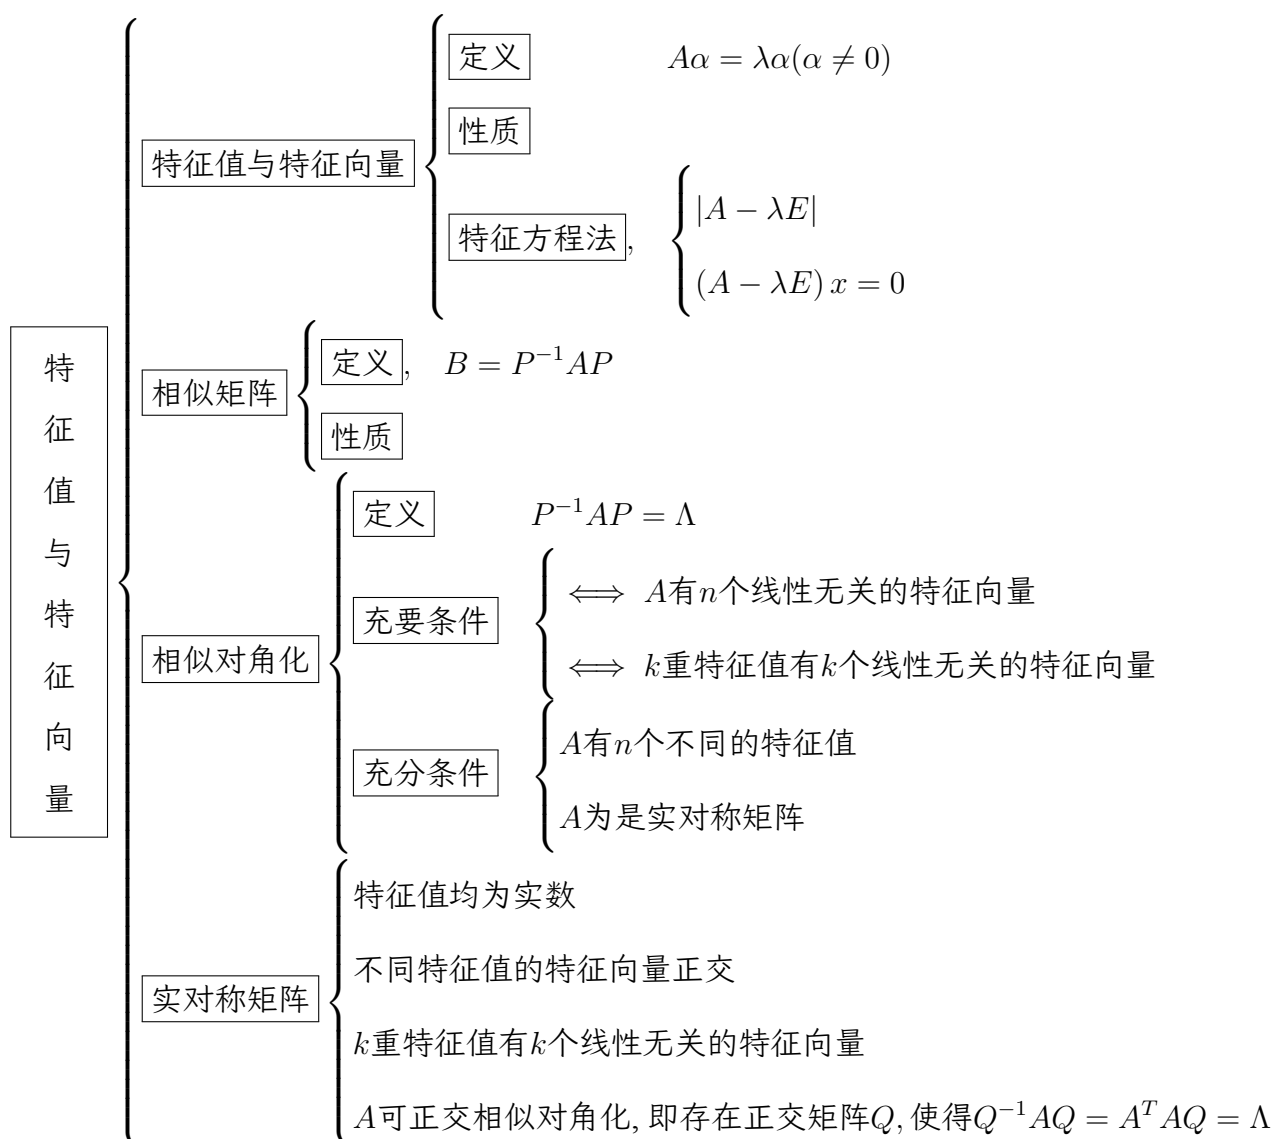 特征值与特征向量
特征值与特征向量
定义 Aα = λα(α ≠ 0)
性质
特征方程法, |A − λE|
(A − λE) x = 0
相似矩阵
定义, B = P⁻¹AP
性质
相似对角化
定义 P⁻¹AP = Λ
充要条件
⟺ A有n个线性无关的特征向量
⟺ k重特征值有k个线性无关的特征向量
充分条件
A有n个不同的特征值
A为是实对称矩阵
实对称矩阵
特征值均为实数
不同特征值的特征向量正交
k重特征值有k个线性无关的特征向量
A可正交相似对角化, 即存在正交矩阵Q, 使得Q⁻¹AQ = AᵀAQ = Λ